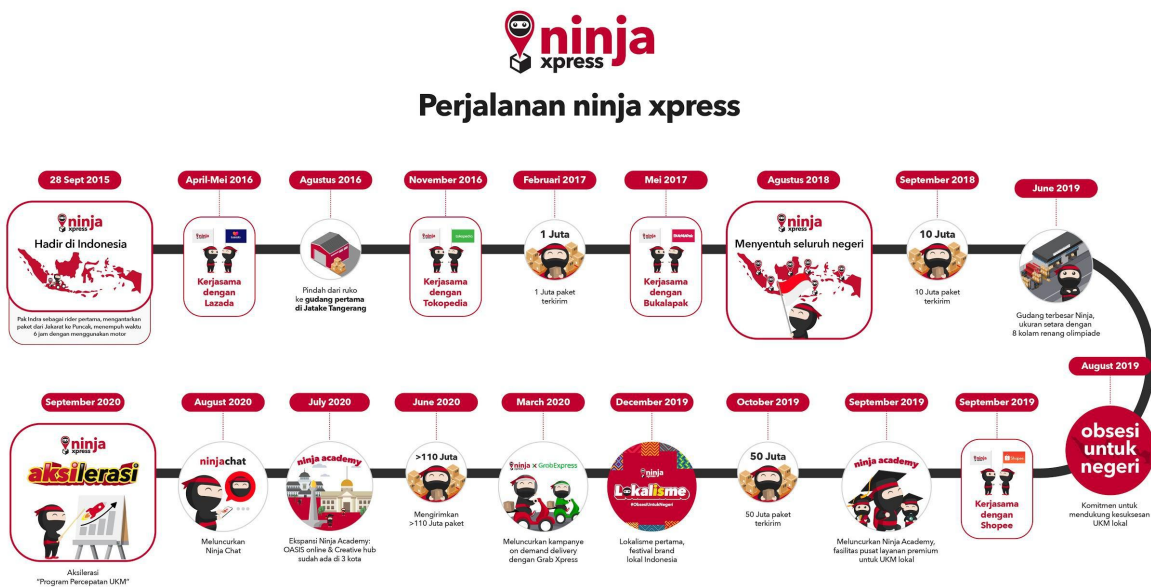 ninja
xpress
Perjalanan ninja xpress
28 Sept 2015
ninja
xpress
Hadir di Indonesia
Pak Indra sebagai rider pertama, mengantarkan
paket dari Jakarat ke Puncak, menempuh waktu
6 jam dengan menggunakan motor
April-Mei 2016
Kerjasama
dengan
Lazada
Agustus 2016
Pindah dari ruko
ke gudang pertama
di Jatake Tangerang
November 2016
ninja
tokopedia
Kerjasama
dengan
Tokopedia
Februari 2017
1 Juta
1 Juta paket
terkirim
Mei 2017
ninja
Kerjasama
dengan
Bukalapak
Agustus 2018
ninja
xpress
Menyentuh seluruh negeri
September 2018
10 Juta
10 Juta paket
terkirim
June 2019
Gudang terbesar Ninja,
ukuran setara dengan
8 kolam renang olimpiade
August 2019
obsesi
untuk
negeri
Komitmen untuk
mendukung kesuksesan
UKM lokal
September 2019
ninja
Shopee
Kerjasama
dengan
Shopee
September 2019
ninja academy
Meluncurkan Ninja Academy,
fasilitas pusat layanan premium
untuk UKM lokal
October 2019
50 Juta
50 Juta paket
terkirim
December 2019
ninja
Lokalisme
#ObsesiUntukNegeri
Lokalisme pertama,
festival brand
lokal Indonesia
March 2020
ninja x GrabExpress
Meluncurkan kampanye
on demand delivery
dengan Grab Xpress
June 2020
>110 Juta
Mengirimkan
>110 Juta paket
July 2020
ninja academy
Ekspansi Ninja Academy:
OASIS online & Creative hub
sudah ada di 3 kota
August 2020
ninjachat
Meluncurkan
Ninja Chat
September 2020
ninja
xpress
aksilerasi
Aksilerasi
"Program Percepatan UKM"